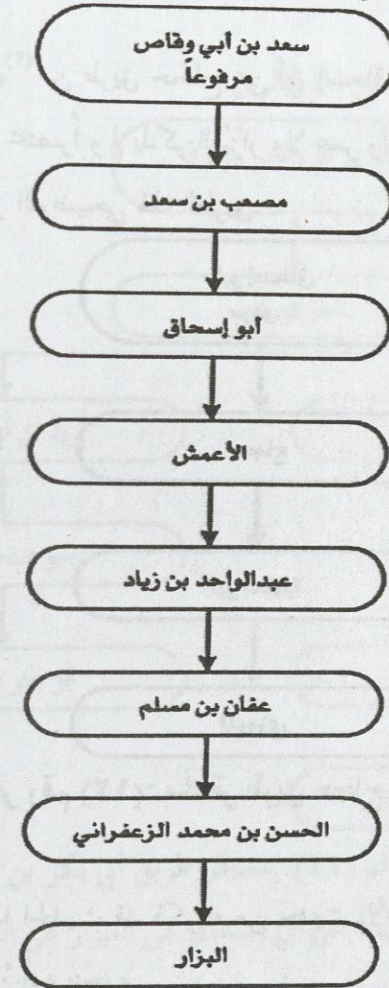 سعد بن أبي وقاص
مرفوعاً
مصعب بن سعد
أبو إسحاق
الأعمش
عبدالواحد بن زياد
عفان بن مسلم
الحسن بن محمد الزعفراني
البزار